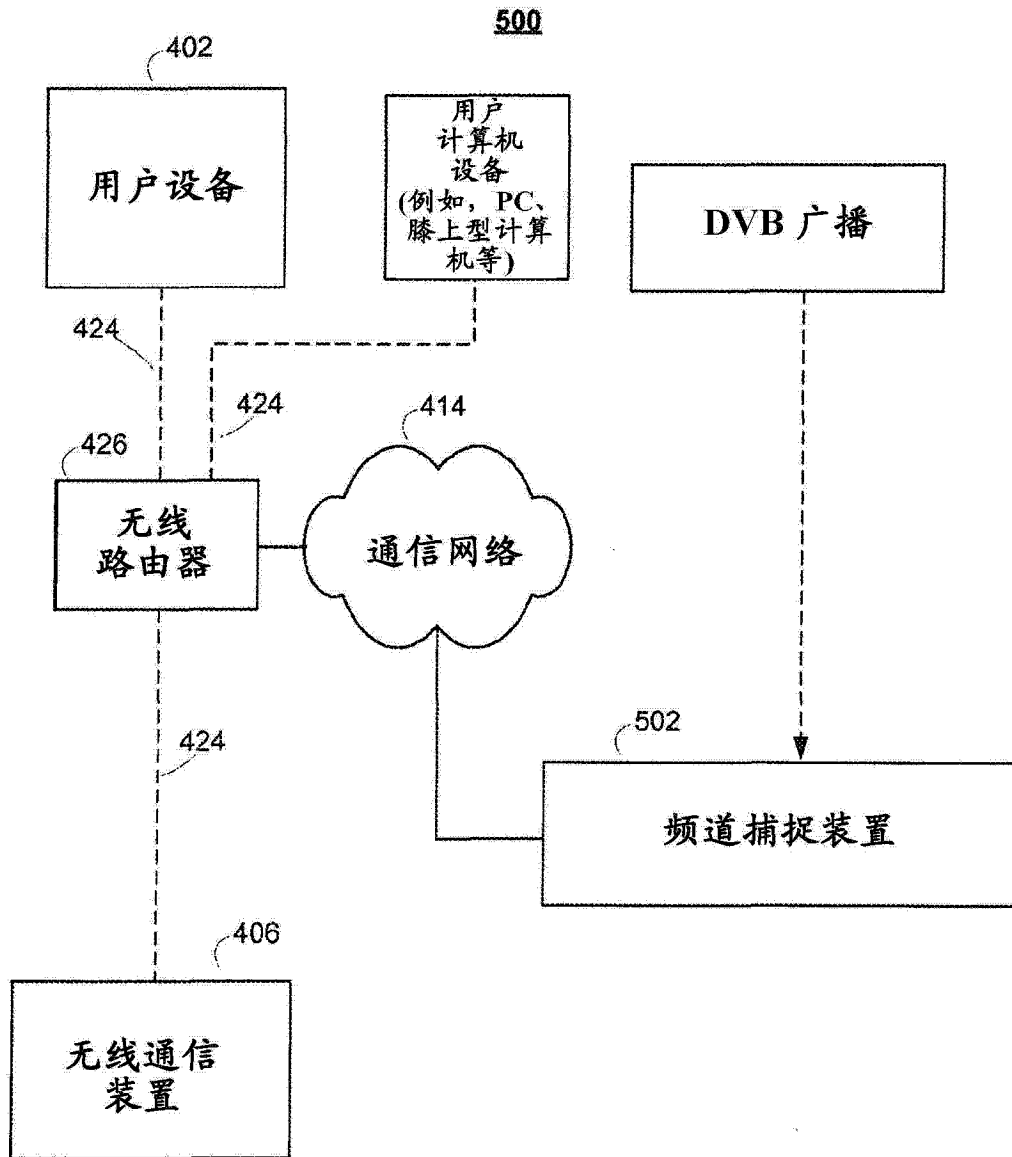 500
402
用户设备
用户
计算机
设备
(例如，PC、
膝上型计算
机等)
DVB 广播
424
424
426
414
无线
路由器
通信网络
424
502
频道捕捉装置
406
无线通信
装置